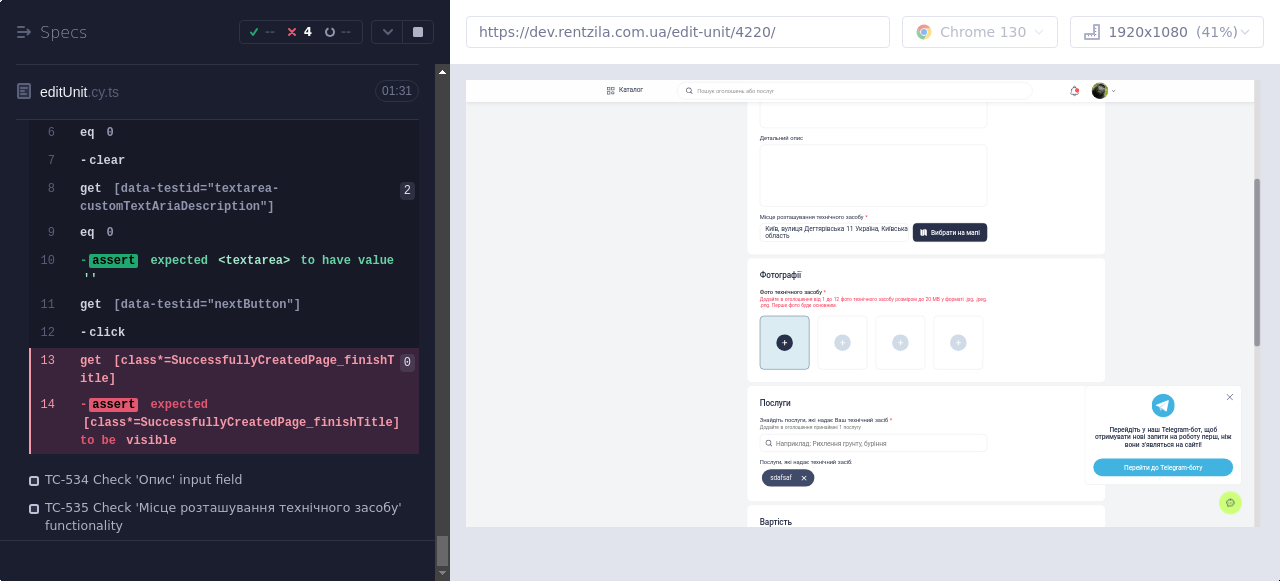 Specs
-- 4 --
editUnit.cy.ts 01:31
6 eq 0
7 -clear
8 get [data-testid="textarea-
customTextAriaDescription"] 2
9 eq 0
10 -assert expected <textarea> to have value
''
11 get [data-testid="nextButton"]
12 -click
13 get [class*=SuccessfullyCreatedPage_finishT
itle] 0
14 -assert expected
[class*=SuccessfullyCreatedPage_finishTitle]
to be visible
TC-534 Check 'Опис' input field
TC-535 Check 'Місце розташування технічного засобу'
functionality
https://dev.rentzila.com.ua/edit-unit/4220/
Chrome 130
1920x1080 (41%)
Каталог
Пошук оголошень або послуг
Детальний опис
Місце розташування технічного засобу *
Київ, вулиця Дегтярівська 11 Україна, Київська
область
Вибрати на мапі
Фотографії
Фото технічного засобу *
Додайте в оголошення від 1 до 12 фото технічного засобу розміром до 20 МВ у форматі .jpg, .jpeg,
.png. Перше фото буде основним.
Послуги
Знайдіть послуги, які надає Ваш технічний засіб *
Додайте в оголошення принаймні 1 послугу
Наприклад: Рихлення грунту, буріння
Послуги, які надає технічний засіб:
sdafsaf
Вартість
Перейдіть у наш Telegram-бот, щоб
отримувати нові запити на роботу перш, ніж
вони з'являться на сайті!
Перейти до Telegram-боту